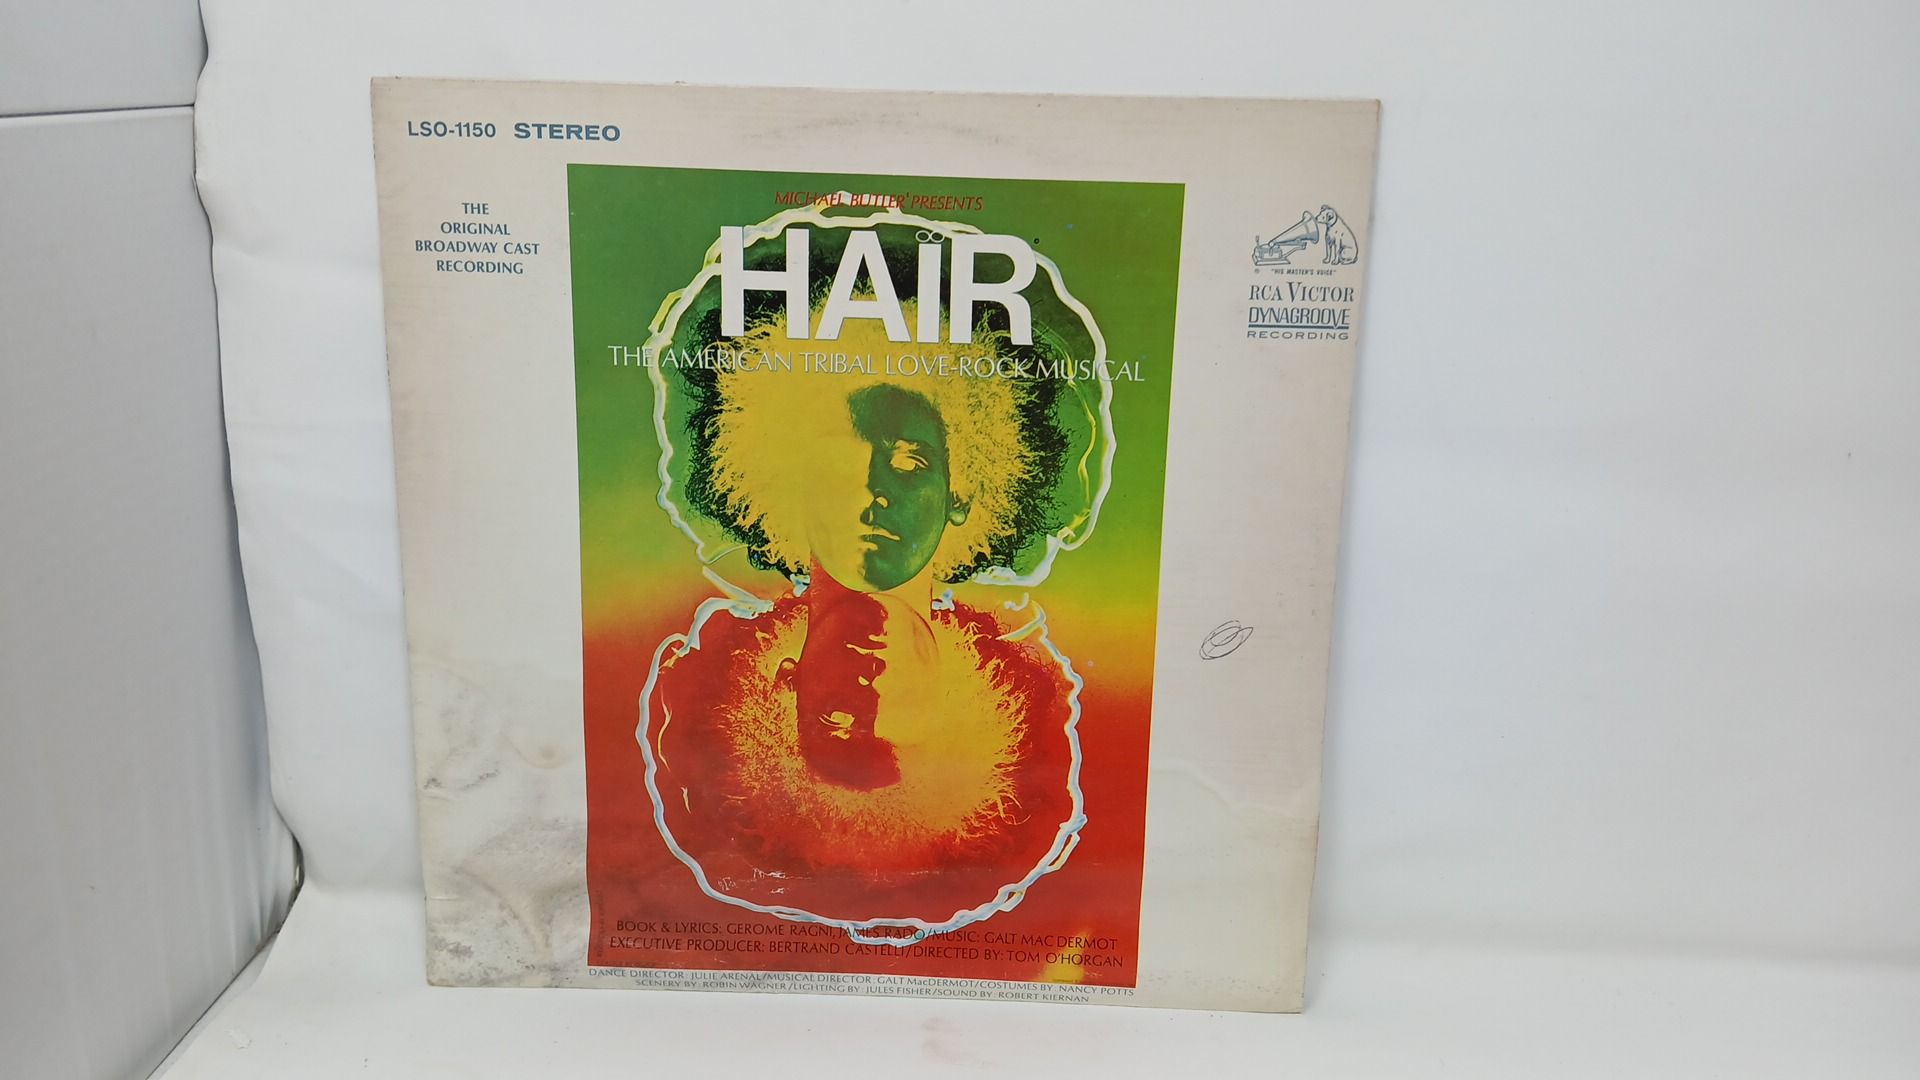 LSO-1150 STEREO
THE
ORIGINAL
BROADWAY CAST
RECORDING
MICHAEL BUTLER PRESENTS
HAïR
THE AMERICAN TRIBAL LOVE-ROCK MUSICAL
"HIS MASTER'S VOICE"
RCA VICTOR
DYNAGROOVE
RECORDING
BOOK & LYRICS: GEROME RAGNI, JAMES RADO/MUSIC: GALT MAC DERMOT
EXECUTIVE PRODUCER: BERTRAND CASTELLI/DIRECTED BY: TOM O'HORGAN
DANCE DIRECTOR: JULIE ARENAL/MUSICAL DIRECTOR: GALT MacDERMOT/COSTUMES BY: NANCY POTTS
SCENERY BY: ROBIN WAGNER/LIGHTING BY: JULES FISHER/SOUND BY: ROBERT KIERNAN